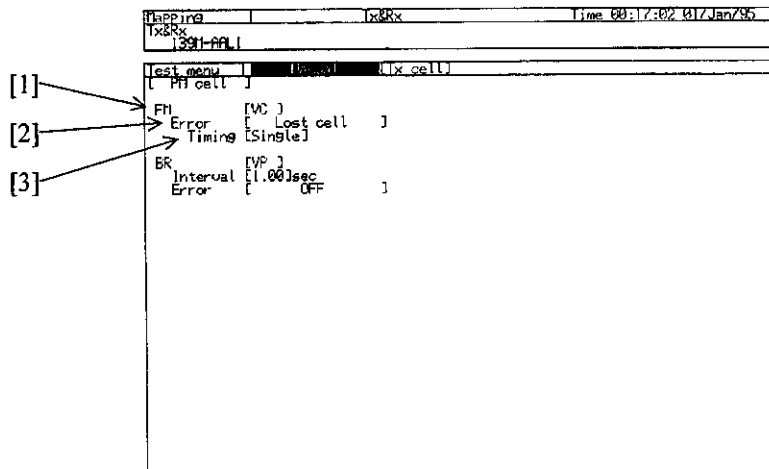 Mapping Tx&Rx Time 00:17:02 01/Jan/95
Tx&Rx
139M-AAL1
Test menu [Tx cell]
[ PM cell ]
[1]
FM [VC ]
[2]
Error [ Lost cell ]
Timing [Single]
[3]
BR [VP ]
Interval [1.00]sec
Error [ OFF ]